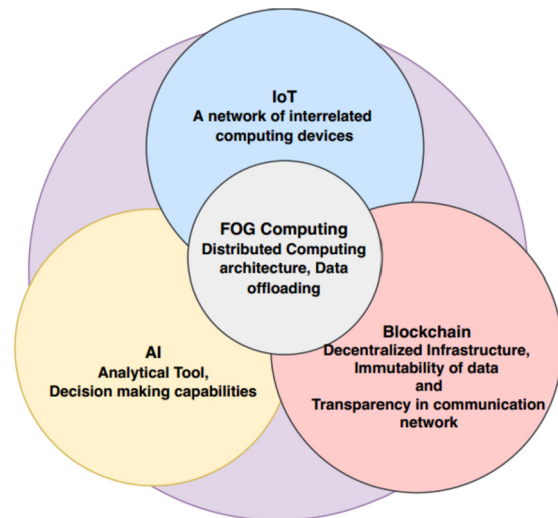 IoT
A network of interrelated
computing devices
FOG Computing
Distributed Computing
architecture, Data
offloading
AI
Analytical Tool,
Decision making capabilities
Blockchain
Decentralized Infrastructure,
Immutability of data
and
Transparency in communication
network